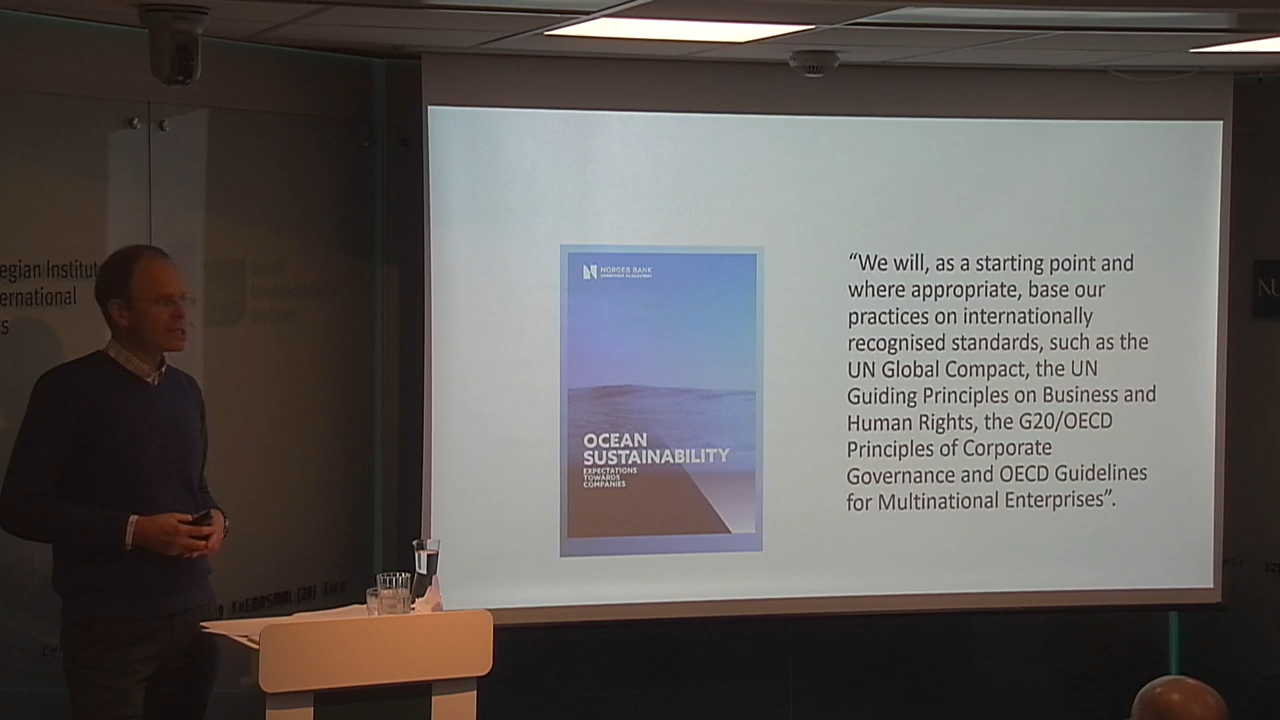 egian Institut
ernational
s
NORGES BANK
OCEAN
SUSTAINABILITY
EXPECTATIONS
TOWARDS
COMPANIES
“We will, as a starting point and
where appropriate, base our
practices on internationally
recognised standards, such as the
UN Global Compact, the UN
Guiding Principles on Business and
Human Rights, the G20/OECD
Principles of Corporate
Governance and OECD Guidelines
for Multinational Enterprises”.
NU